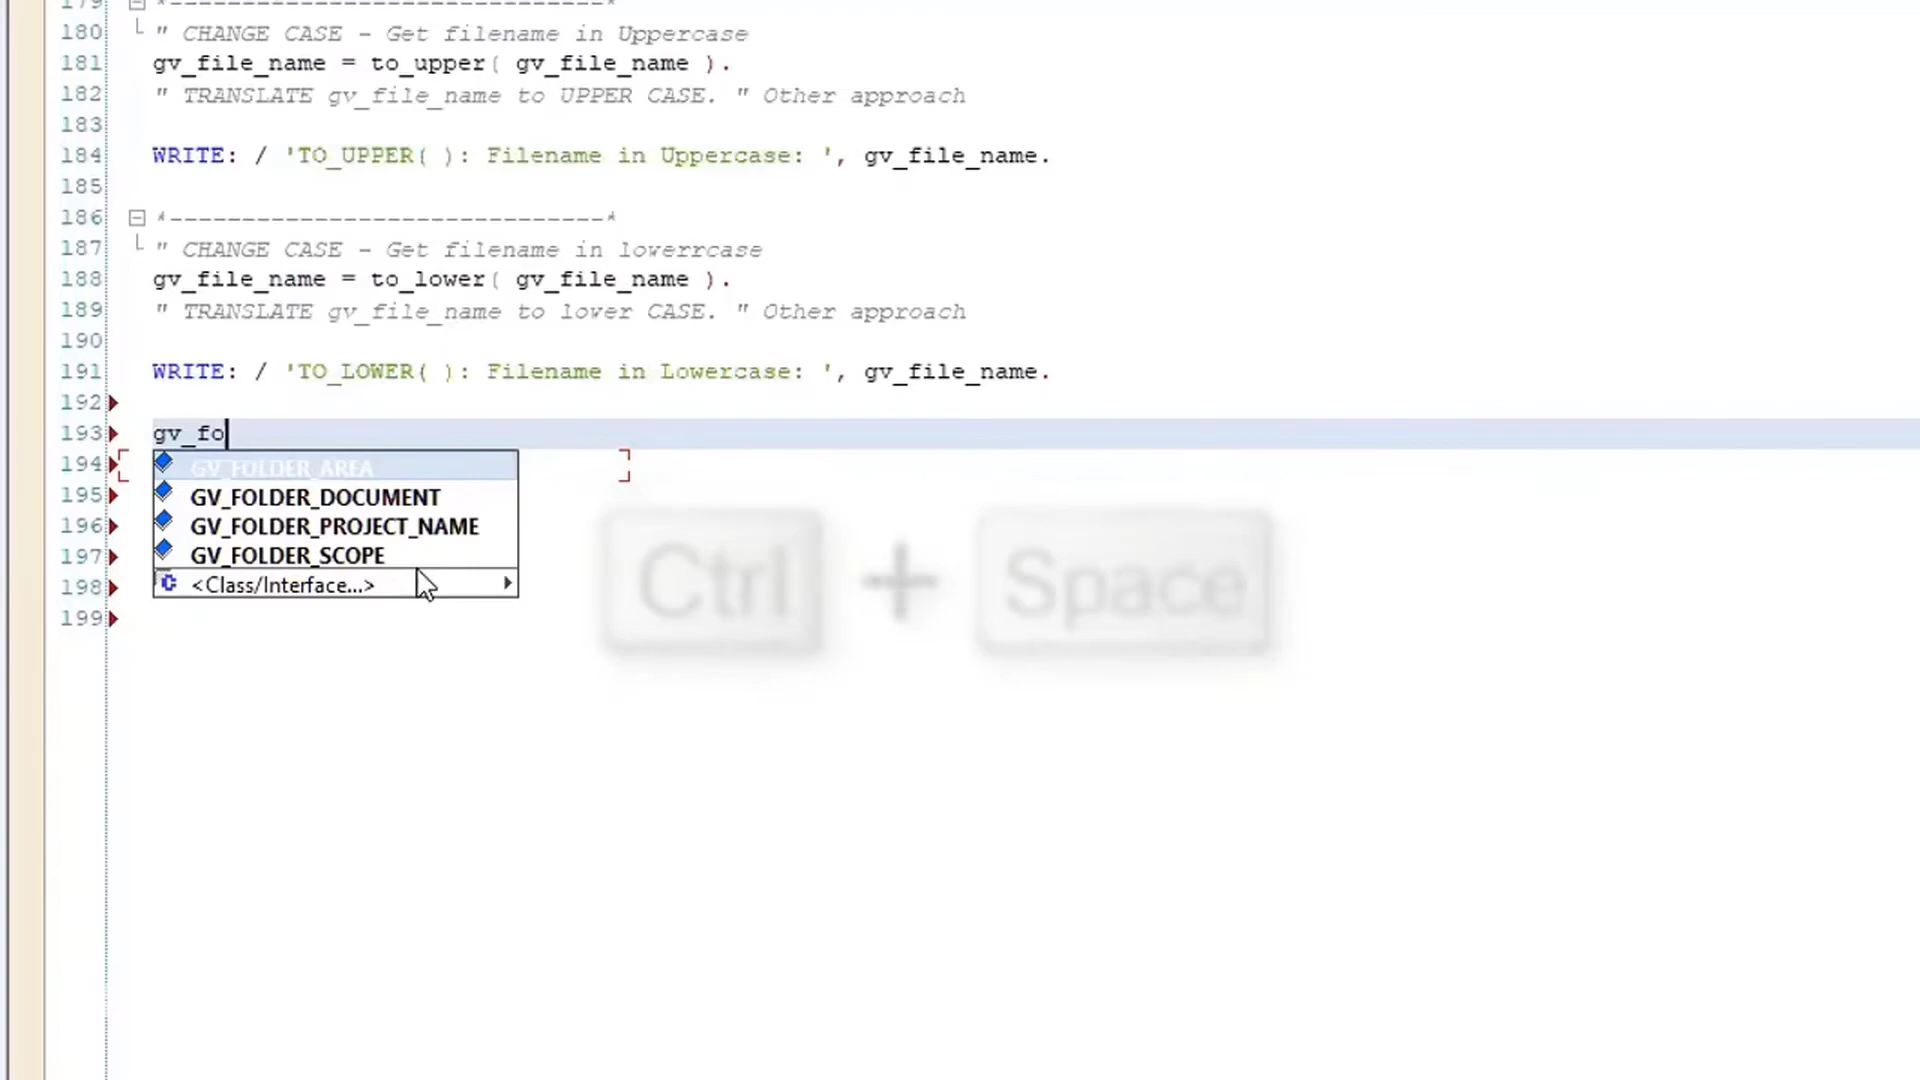 179 *------------------------------*
180 " CHANGE CASE - Get filename in Uppercase
181 gv_file_name = to_upper( gv_file_name ).
182 " TRANSLATE gv_file_name to UPPER CASE. " Other approach
183
184 WRITE: / 'TO_UPPER( ): Filename in Uppercase: ', gv_file_name.
185
186 *------------------------------*
187 " CHANGE CASE - Get filename in lowerrcase
188 gv_file_name = to_lower( gv_file_name ).
189 " TRANSLATE gv_file_name to lower CASE. " Other approach
190
191 WRITE: / 'TO_LOWER( ): Filename in Lowercase: ', gv_file_name.
192
193 gv_fo
194 GV_FOLDER_AREA
195 GV_FOLDER_DOCUMENT
196 GV_FOLDER_PROJECT_NAME
197 GV_FOLDER_SCOPE
198 <Class/Interface...>
199
Ctrl + Space